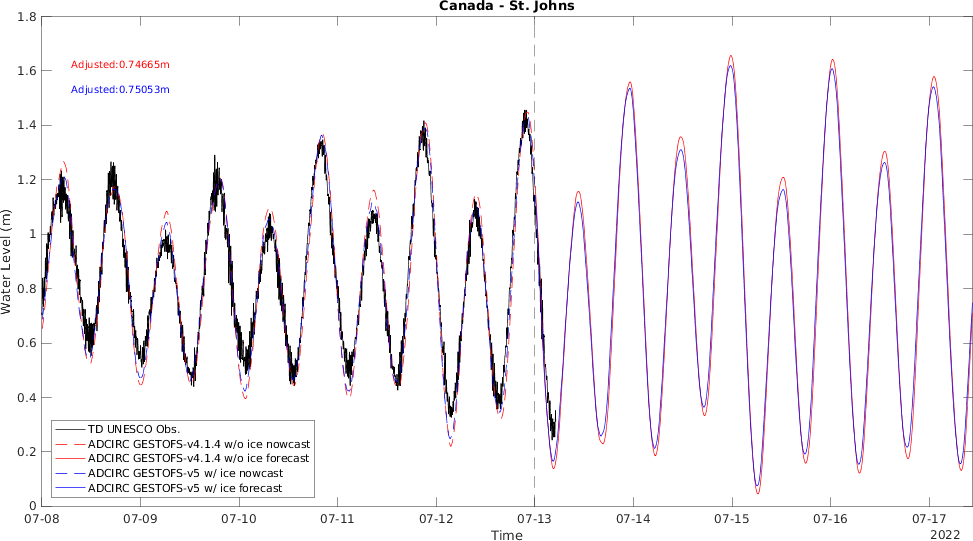 Canada - St. Johns
1.8
1.6
1.4
1.2
1
0.8
0.6
0.4
0.2
0
Water Level (m)
Adjusted:0.74665m
Adjusted:0.75053m
TD UNESCO Obs.
ADCIRC GESTOFS-v4.1.4 w/o ice nowcast
ADCIRC GESTOFS-v4.1.4 w/o ice forecast
ADCIRC GESTOFS-v5 w/ ice nowcast
ADCIRC GESTOFS-v5 w/ ice forecast
07-08 07-09 07-10 07-11 07-12 07-13 07-14 07-15 07-16 07-17
Time
2022